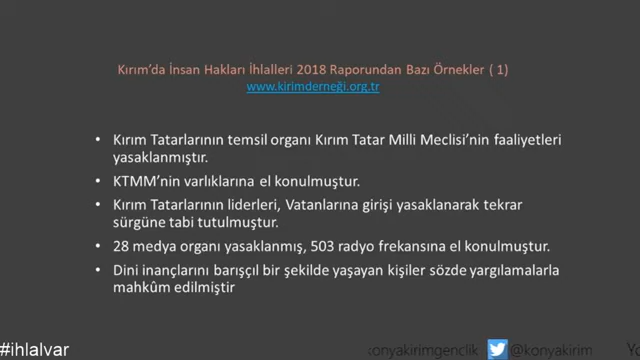 Kırım’da İnsan Hakları İhlalleri 2018 Raporundan Bazı Örnekler ( 1)
www.kirimderneği.org.tr
• Kırım Tatarlarının temsil organı Kırım Tatar Milli Meclisi’nin faaliyetleri
yasaklanmıştır.
• KTMM’nin varlıklarına el konulmuştur.
• Kırım Tatarlarının liderleri, Vatanlarına girişi yasaklanarak tekrar
sürgüne tabi tutulmuştur.
• 28 medya organı yasaklanmış, 503 radyo frekansına el konulmuştur.
• Dini inançlarını barışçıl bir şekilde yaşayan kişiler sözde yargılamalarla
mahkûm edilmiştir
#ihlalvar
konyakirimgenclik @konyakirim